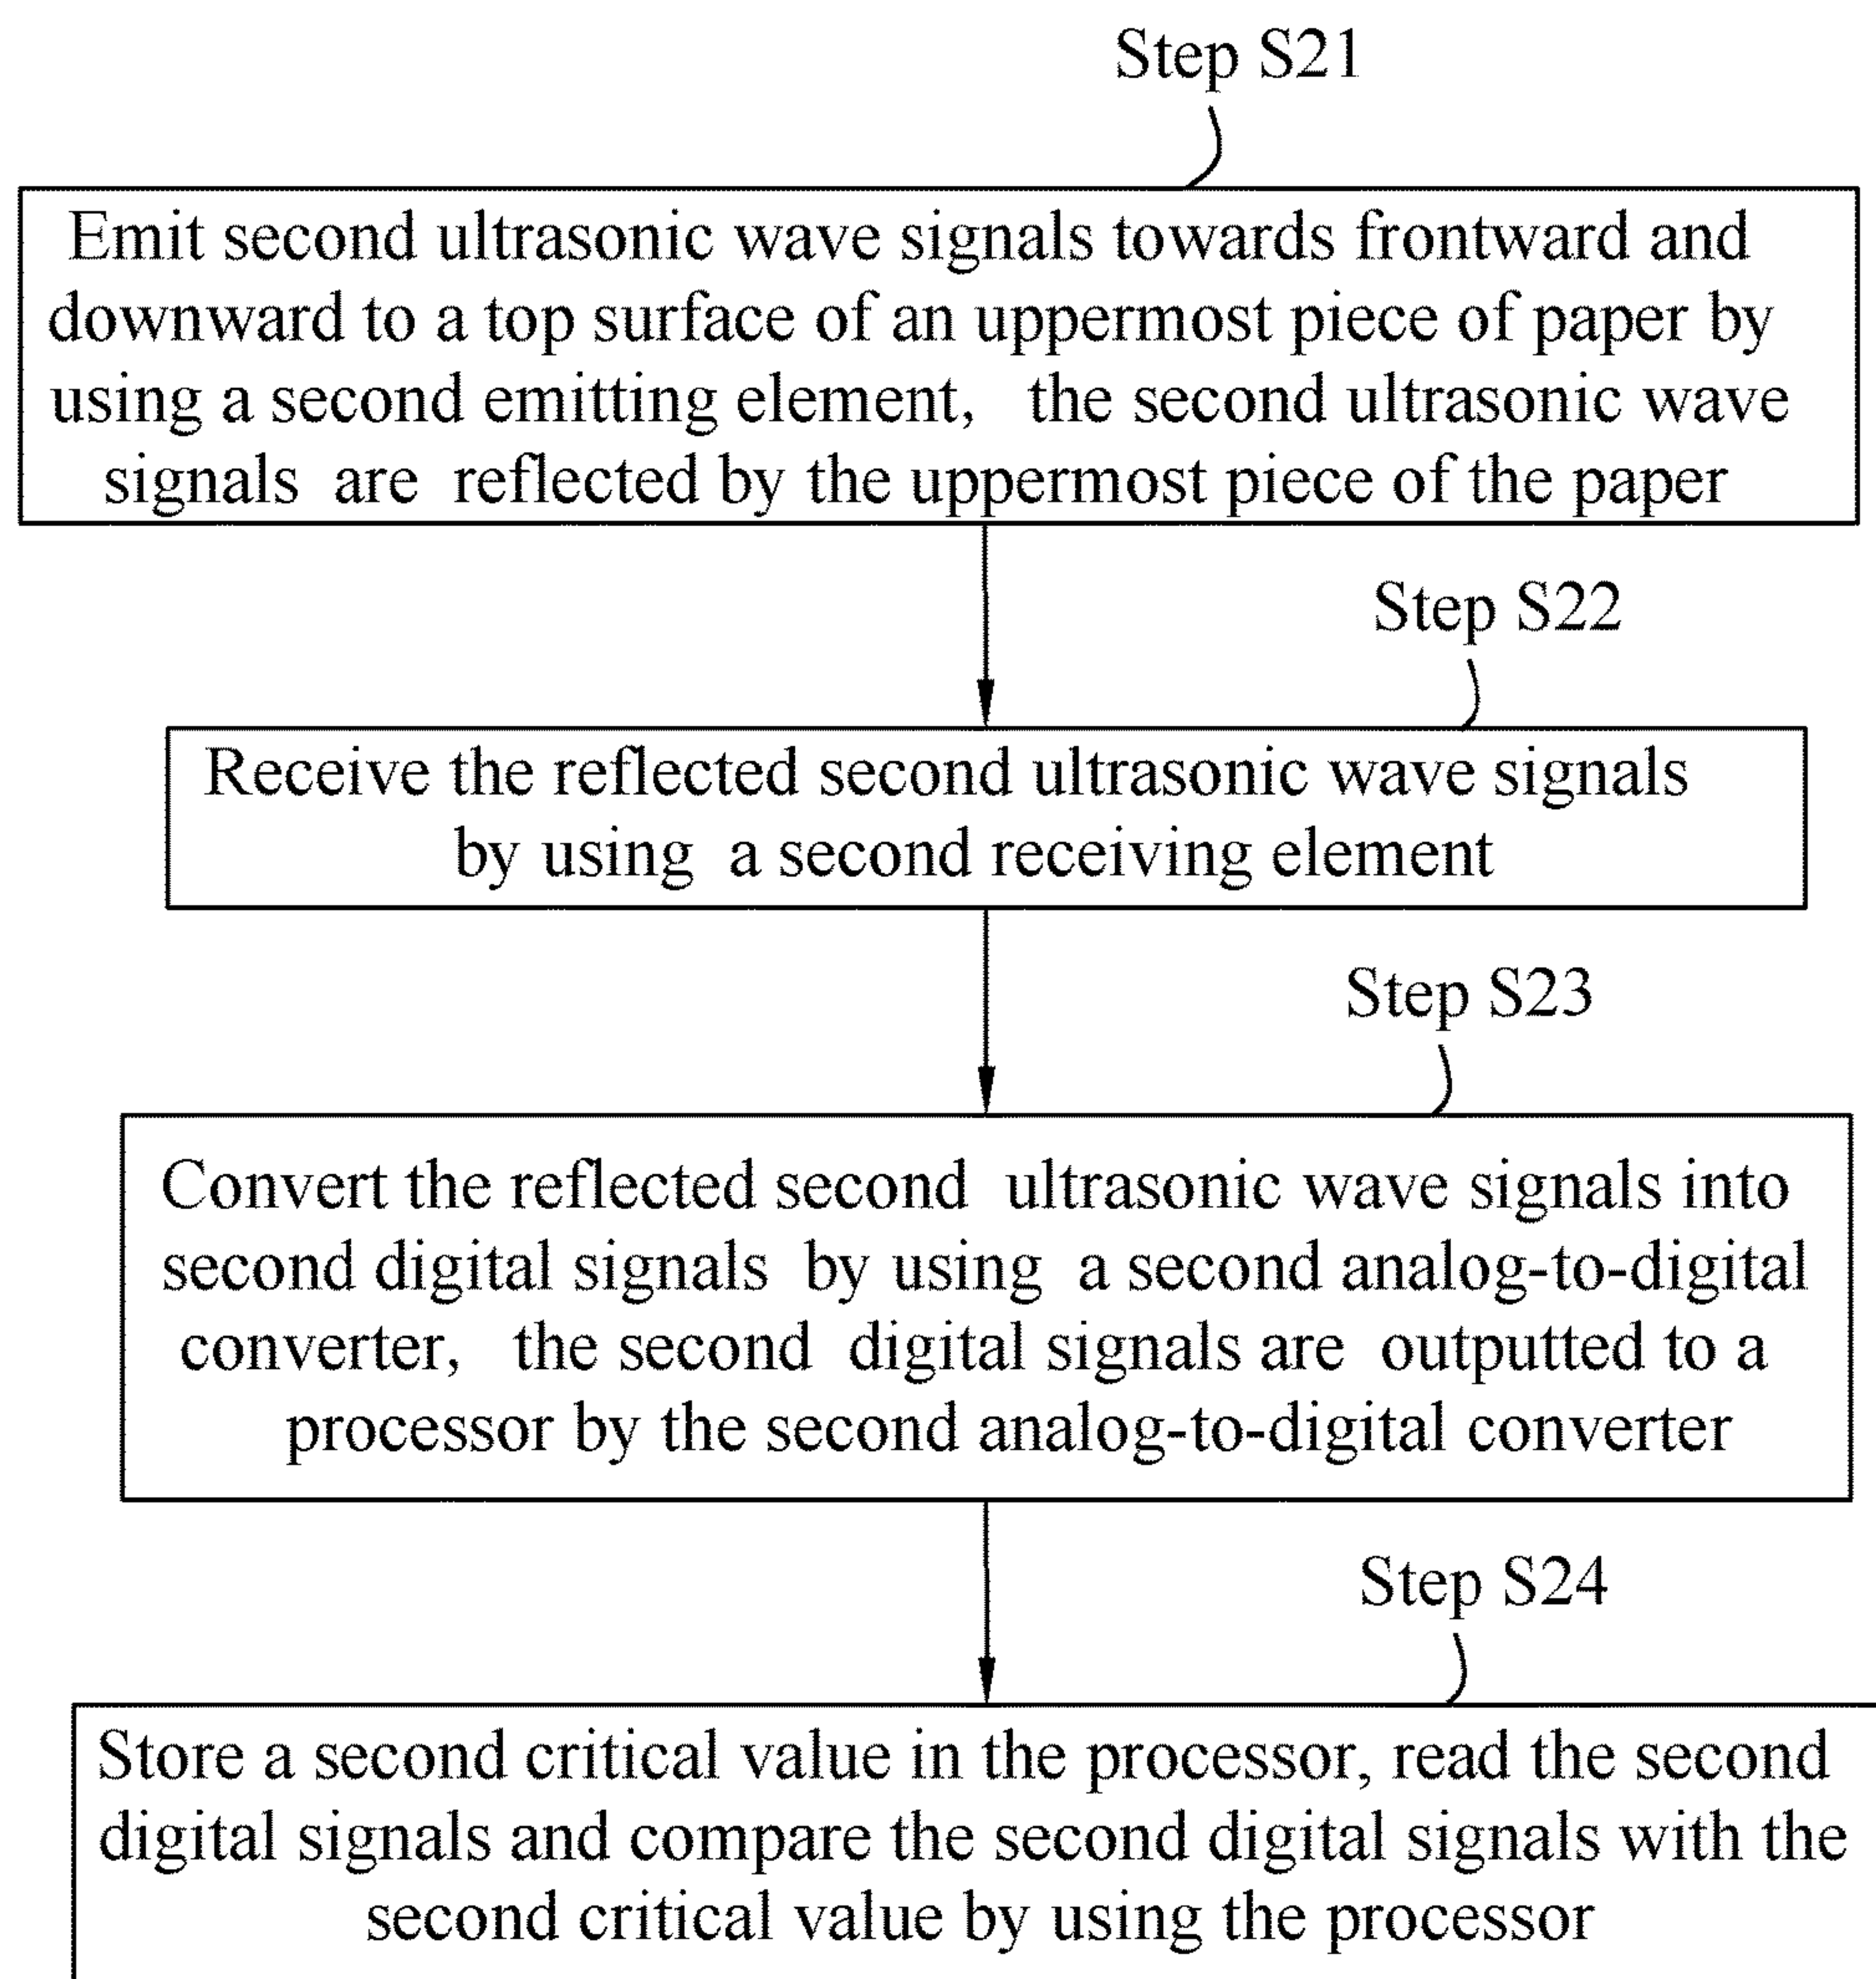 Step S21
Emit second ultrasonic wave signals towards frontward and
downward to a top surface of an uppermost piece of paper by
using a second emitting element, the second ultrasonic wave
signals are reflected by the uppermost piece of the paper
Step S22
Receive the reflected second ultrasonic wave signals
by using a second receiving element
Step S23
Convert the reflected second ultrasonic wave signals into
second digital signals by using a second analog-to-digital
converter, the second digital signals are outputted to a
processor by the second analog-to-digital converter
Step S24
Store a second critical value in the processor, read the second
digital signals and compare the second digital signals with the
second critical value by using the processor